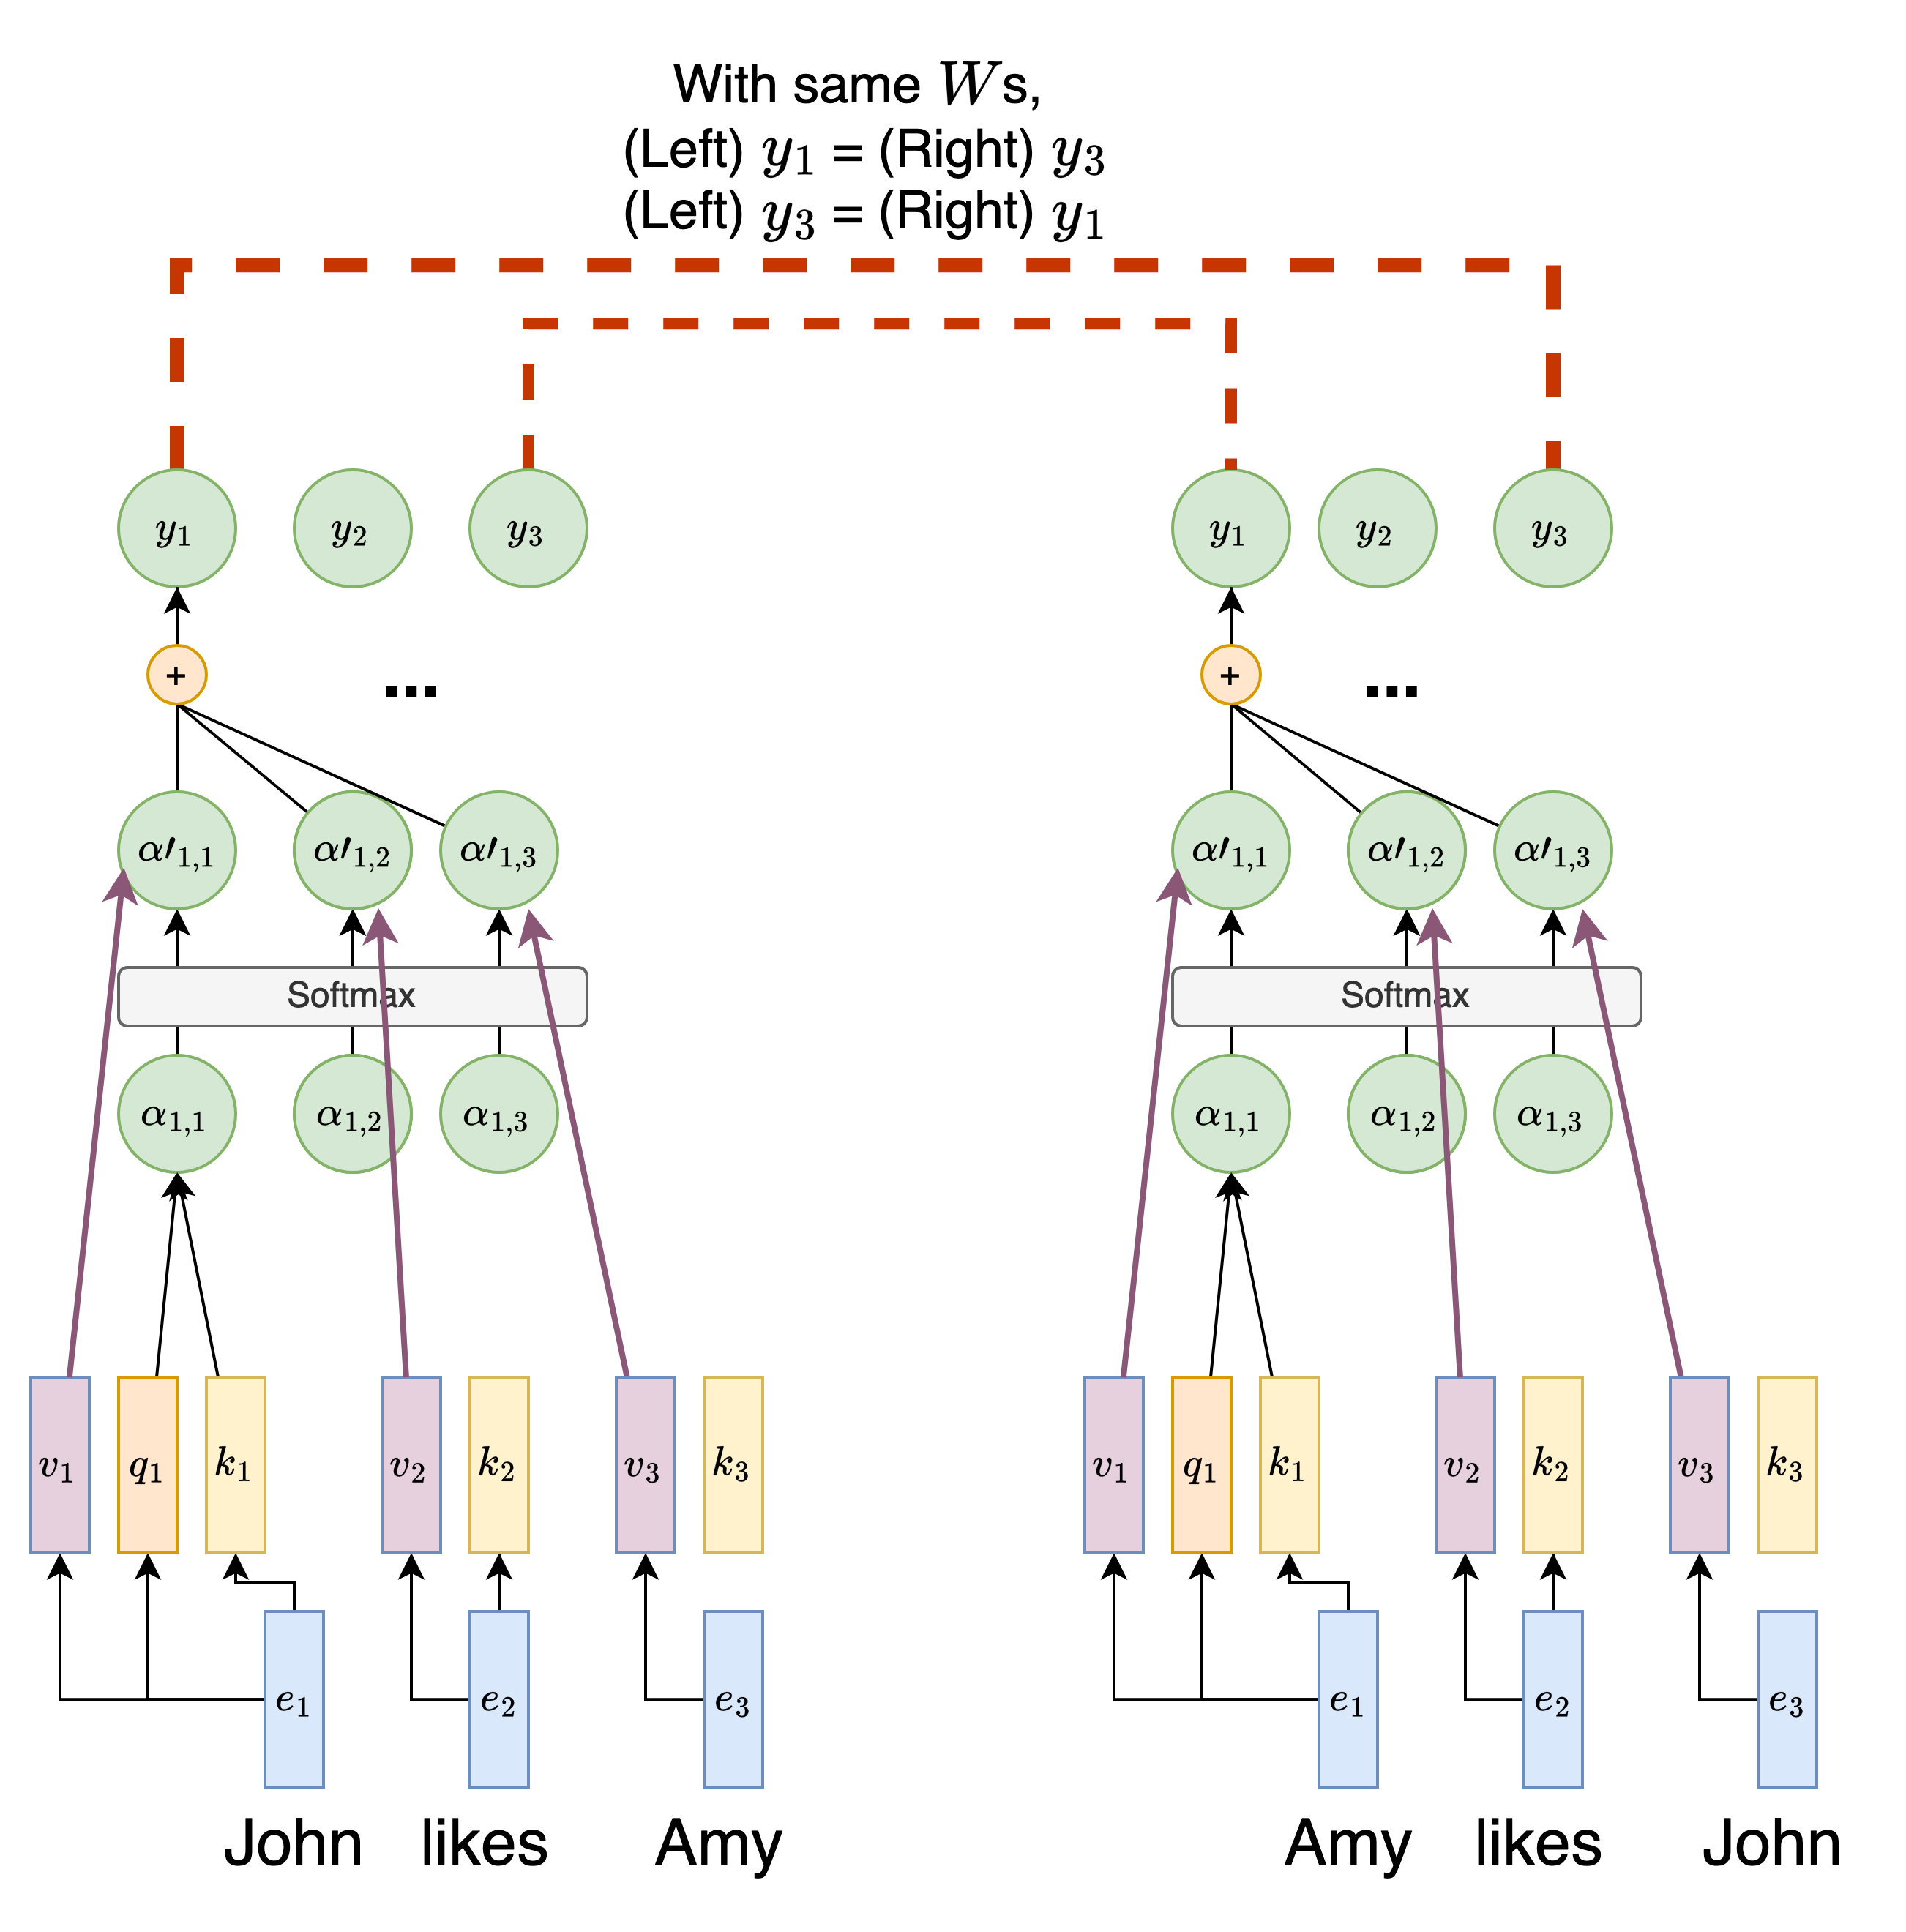 With same Ws,
(Left) y₁ = (Right) y₃
(Left) y₃ = (Right) y₁
y₁ y₂ y₃ y₁ y₂ y₃
+ ... + ...
α′₁,₁ α′₁,₂ α′₁,₃ α′₁,₁ α′₁,₂ α′₁,₃
Softmax Softmax
α₁,₁ α₁,₂ α₁,₃ α₁,₁ α₁,₂ α₁,₃
v₁ q₁ k₁ v₂ k₂ v₃ k₃ v₁ q₁ k₁ v₂ k₂ v₃ k₃
e₁ e₂ e₃ e₁ e₂ e₃
John likes Amy Amy likes John